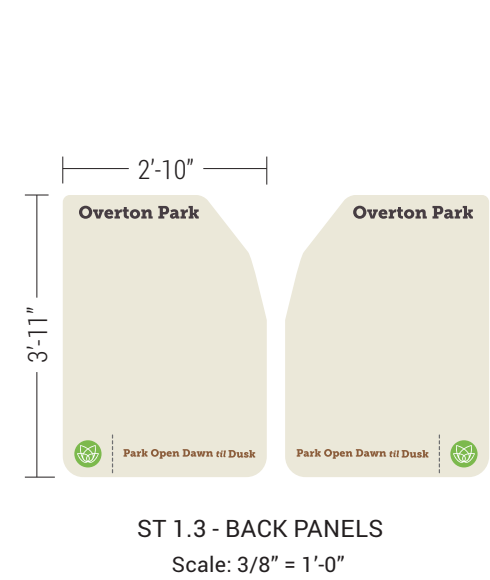 2’-10”
Overton Park
Overton Park
3’-11”
Park Open Dawn til Dusk
Park Open Dawn til Dusk
ST 1.3 - BACK PANELS
Scale: 3/8” = 1’-0”